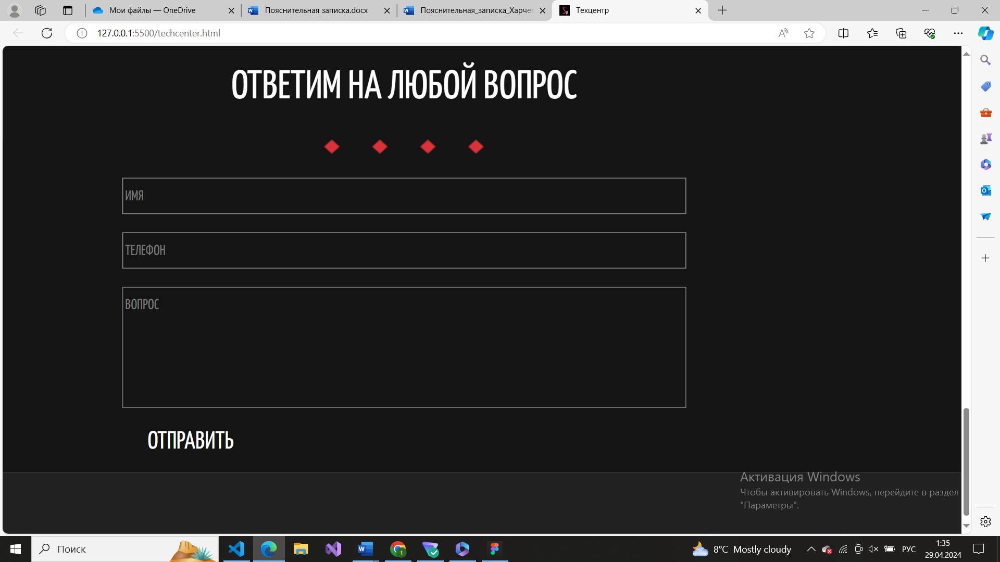 Мои файлы — OneDrive
Пояснительная записка.docx
Пояснительная_записка_Харчен
Техцентр
127.0.0.1:5500/techcenter.html
ОТВЕТИМ НА ЛЮБОЙ ВОПРОС
ИМЯ
ТЕЛЕФОН
ВОПРОС
ОТПРАВИТЬ
Активация Windows
Чтобы активировать Windows, перейдите в раздел
"Параметры".
Поиск
8°C Mostly cloudy
РУС
1:35
29.04.2024